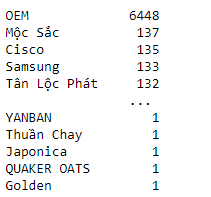 OEM 6448
Mộc Sắc 137
Cisco 135
Samsung 133
Tân Lộc Phát 132
...
YANBAN 1
Thuần Chay 1
Japonica 1
QUAKER OATS 1
Golden 1